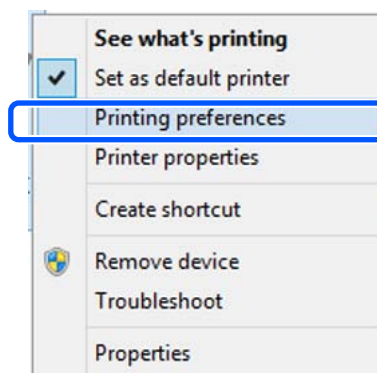 See what's printing
Set as default printer
Printing preferences
Printer properties
Create shortcut
Remove device
Troubleshoot
Properties